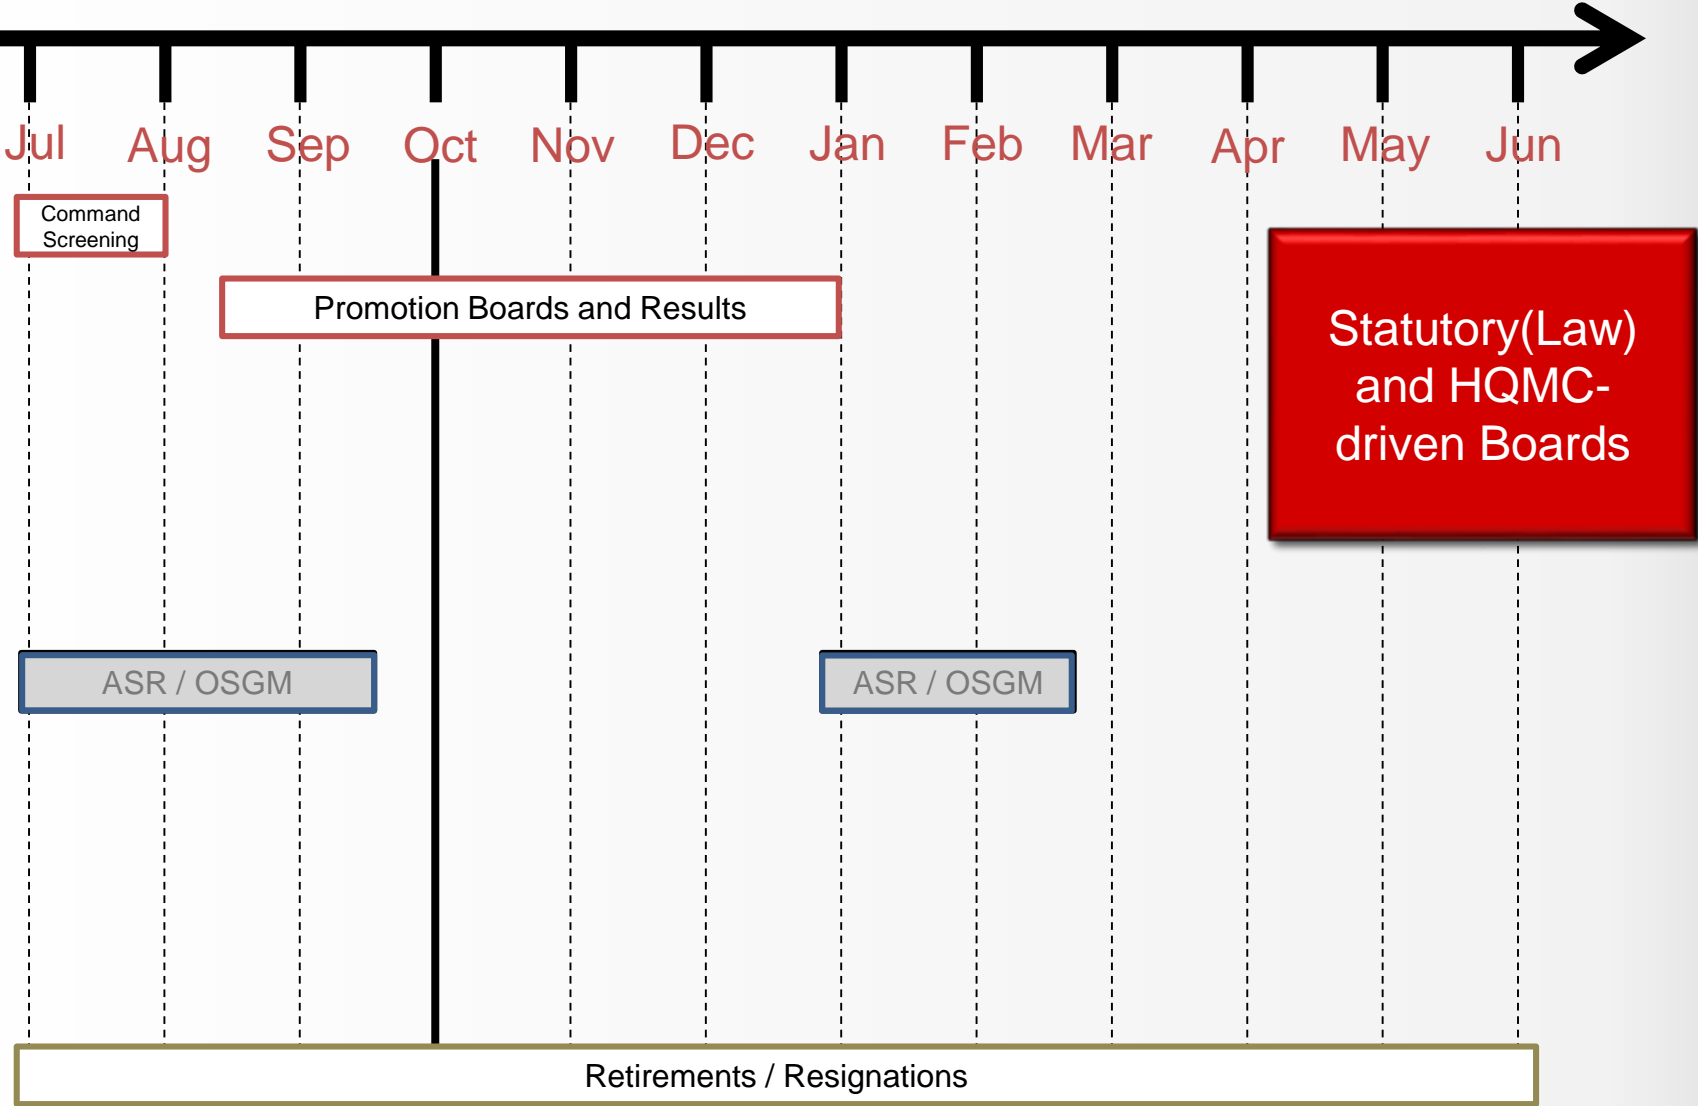 Jul Aug Sep Oct Nov Dec Jan Feb Mar Apr May Jun
Command
Screening
Promotion Boards and Results
Statutory(Law)
and HQMC-
driven Boards
ASR / OSGM
ASR / OSGM
Retirements / Resignations